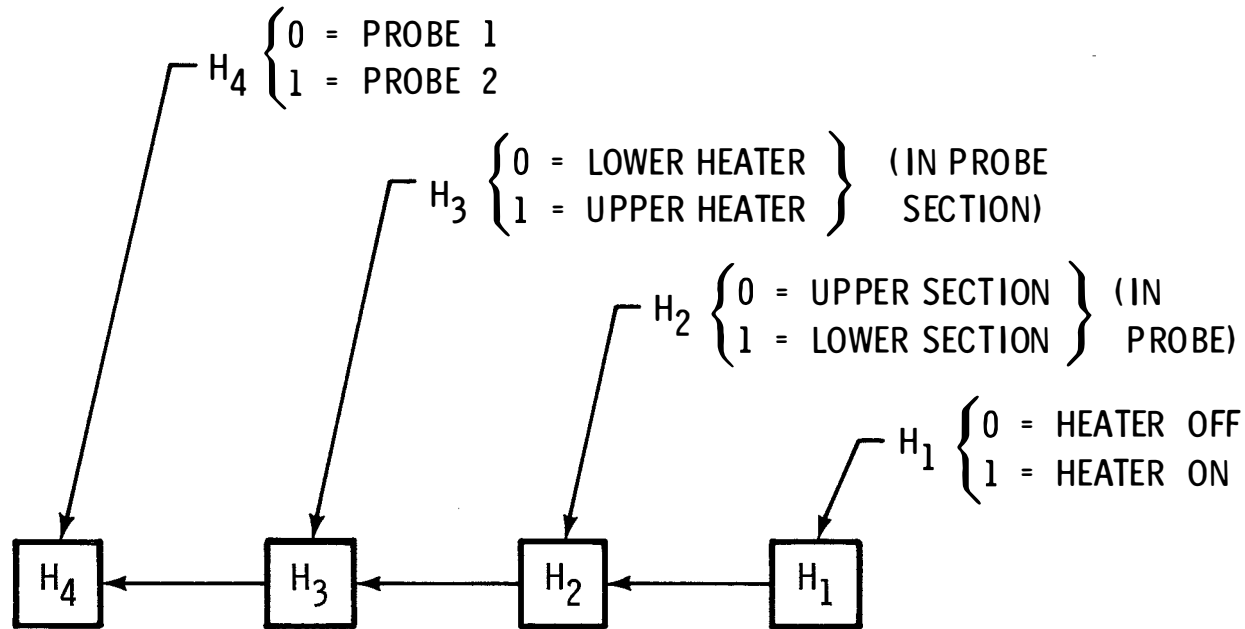 H4 { 0 = PROBE 1
1 = PROBE 2
H3 { 0 = LOWER HEATER } (IN PROBE
1 = UPPER HEATER SECTION)
H2 { 0 = UPPER SECTION } (IN
1 = LOWER SECTION PROBE)
H1 { 0 = HEATER OFF
1 = HEATER ON
H4 H3 H2 H1